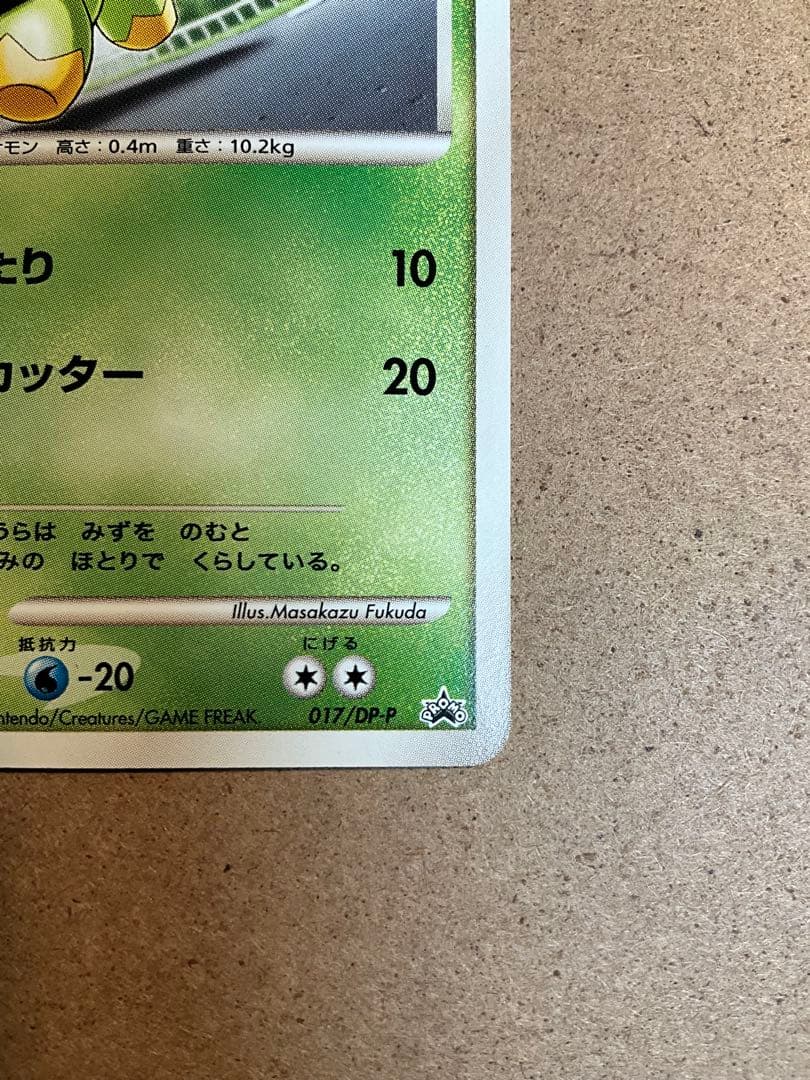 モン 高さ：0.4m 重さ：10.2kg
たり 10
カッター 20
うらは みずを のむと
みの ほとりで くらしている。
Illus.Masakazu Fukuda
抵抗力 にげる
-20
ntendo/Creatures/GAME FREAK. 017/DP-P PROMO